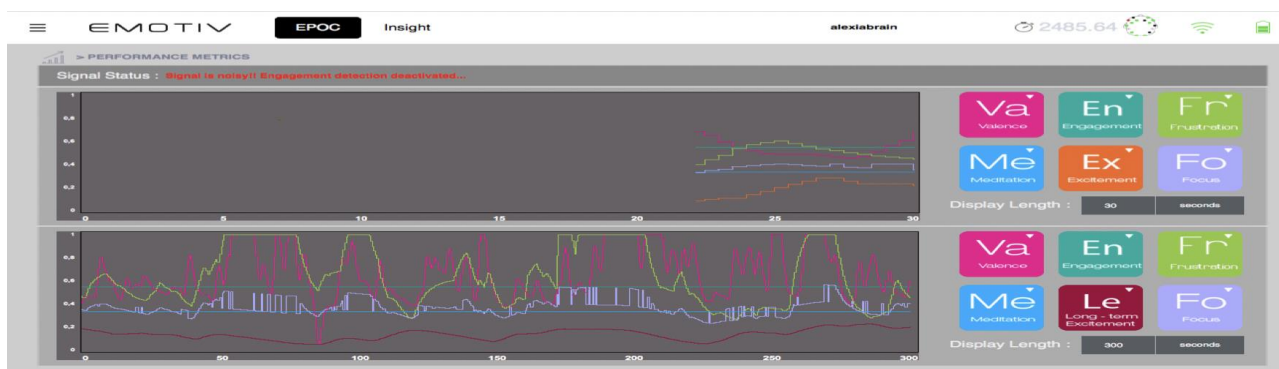 EMOTIV EPOC Insight alexiabrain 2485.64
> PERFORMANCE METRICS
Signal Status : Signal is noisy!! Engagement detection deactivated...
1
0,8
0,6
0,4
0,2
0
0 5 10 15 20 25 30
Va En Fr
Valence Engagement Frustration
Me Ex Fo
Meditation Excitement Focus
Display Length : 30 seconds
1
0,8
0,6
0,4
0,2
0
0 50 100 150 200 250 300
Va En Fr
Valence Engagement Frustration
Me Le Fo
Meditation Long - term Excitement Focus
Display Length : 300 seconds